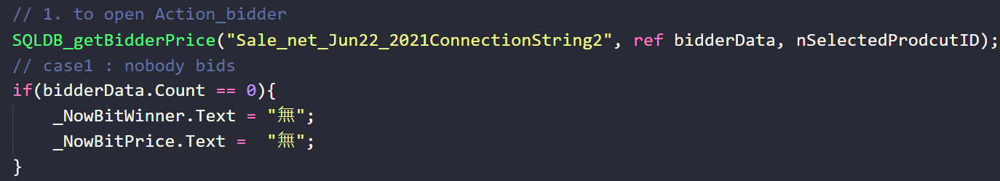 // 1. to open Action_bidder
SQLDB_getBidderPrice("Sale_net_Jun22_2021ConnectionString2", ref bidderData, nSelectedProdcutID);
// case1 : nobody bids
if(bidderData.Count == 0){
    _NowBitWinner.Text = "無";
    _NowBitPrice.Text =  "無";
}